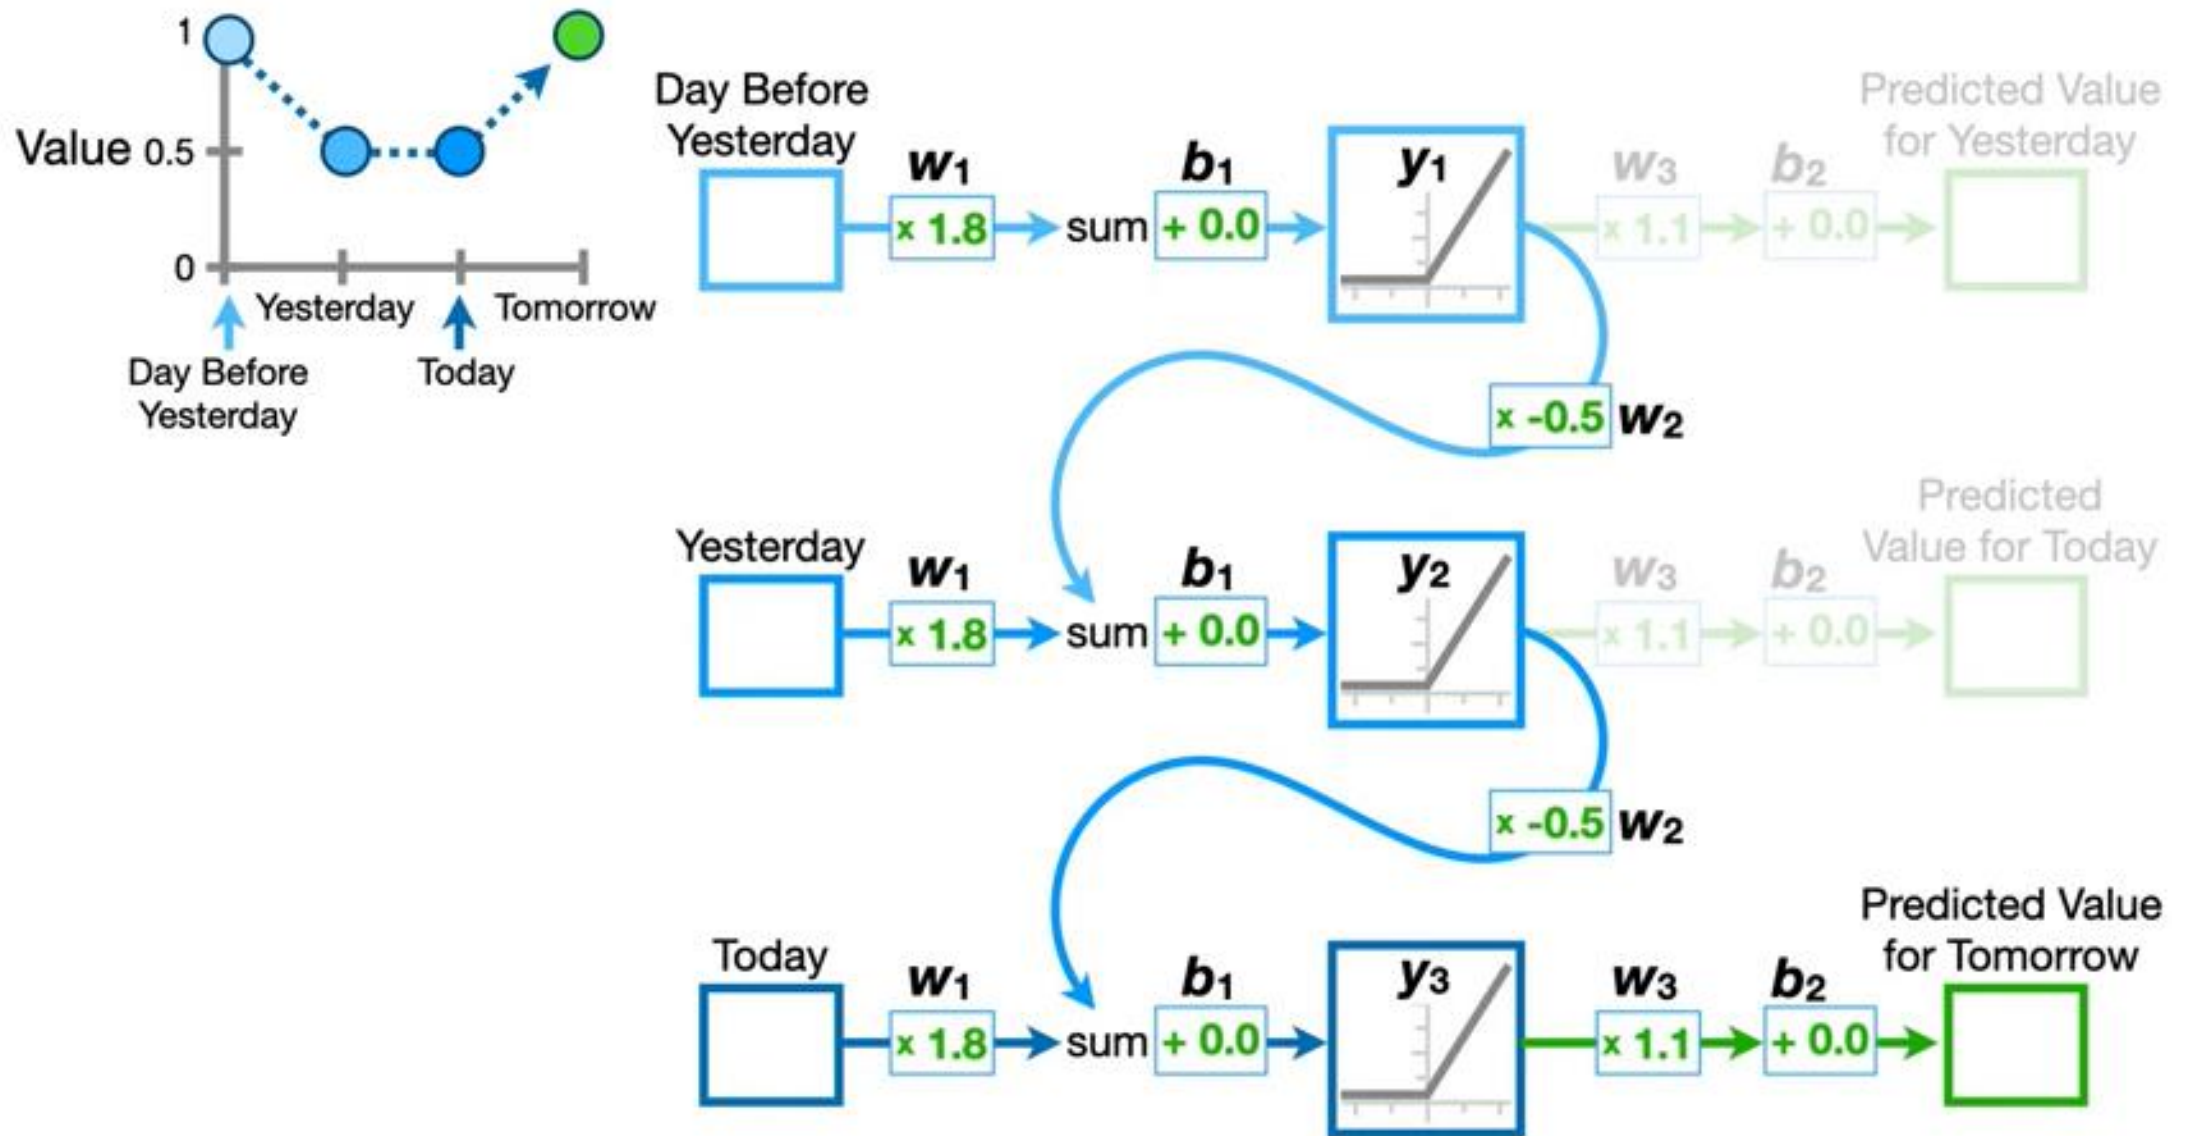 1
Value 0.5
0
Yesterday
Tomorrow
Day Before
Yesterday
Today
Day Before
Yesterday
w1
x 1.8
sum
b1
+ 0.0
y1
w3
x 1.1
b2
+ 0.0
Predicted Value
for Yesterday
x -0.5 w2
Yesterday
w1
x 1.8
sum
b1
+ 0.0
y2
w3
x 1.1
b2
+ 0.0
Predicted
Value for Today
x -0.5 w2
Today
w1
x 1.8
sum
b1
+ 0.0
y3
w3
x 1.1
b2
+ 0.0
Predicted Value
for Tomorrow